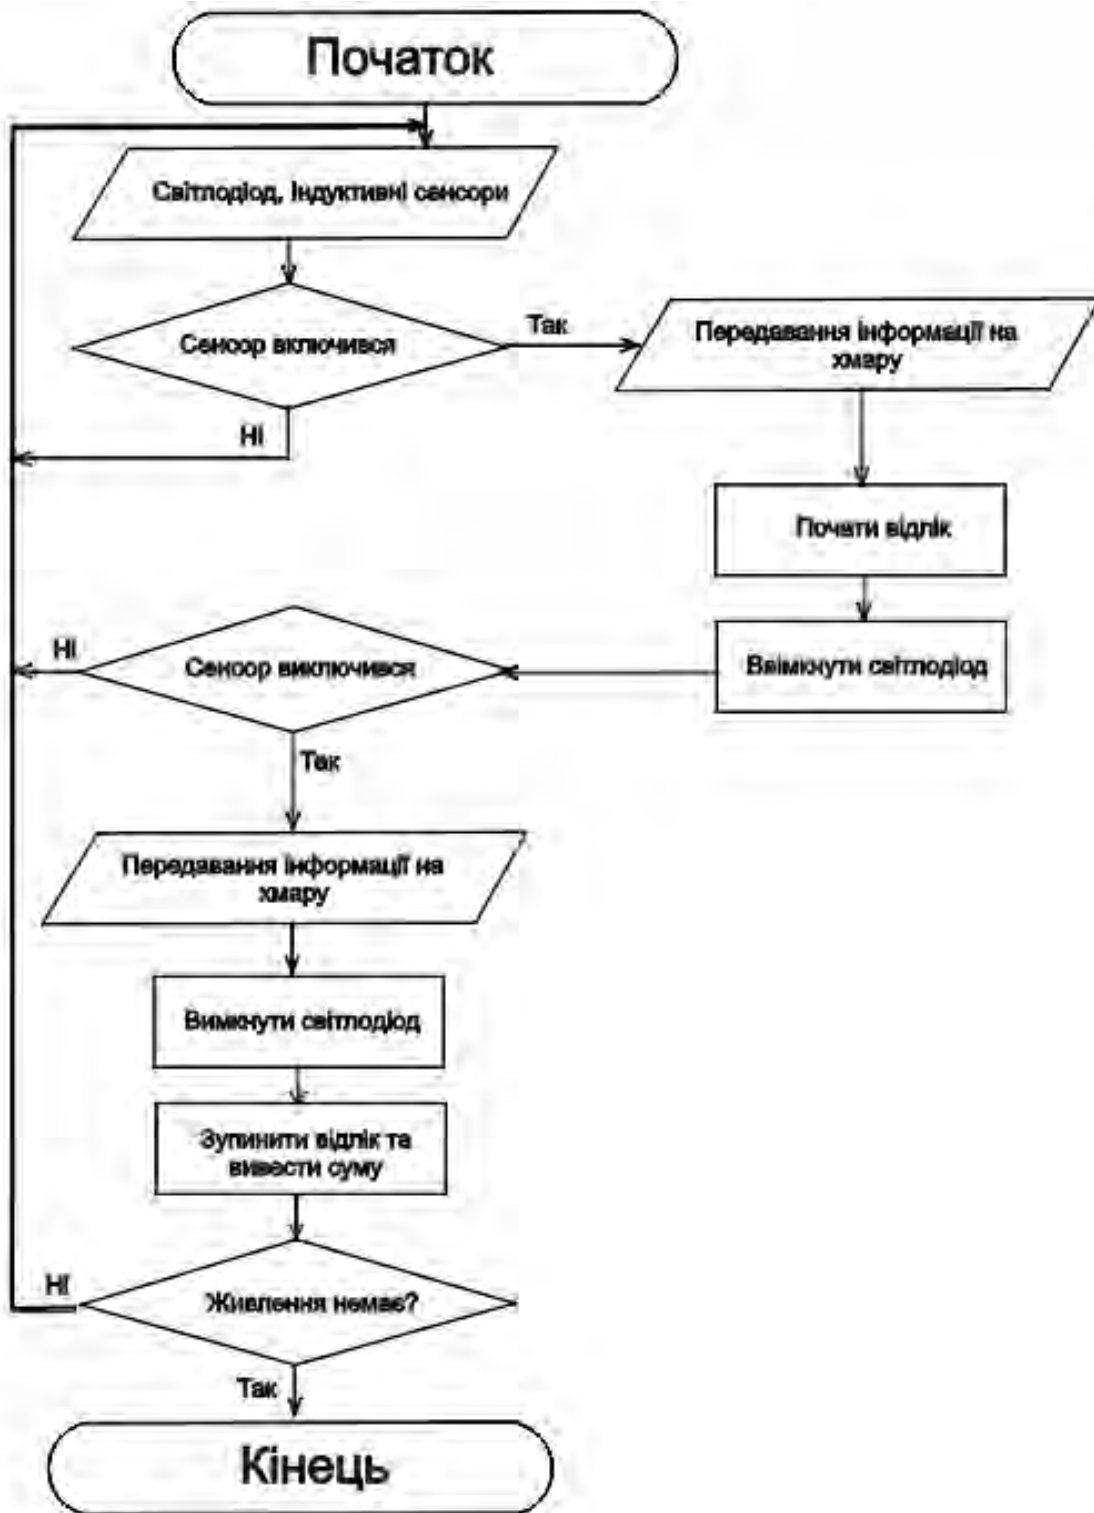 Початок
Світлодіод, індуктивні сенсори
Сенсор включився
Так
Передавання інформації на
хмару
Ні
Почати відлік
Ввімкнути світлодіод
Сенсор виключився
Ні
Так
Передавання інформації на
хмару
Вимкнути світлодіод
Зупинити відлік та
вивести суму
Живлення немає?
Ні
Так
Кінець